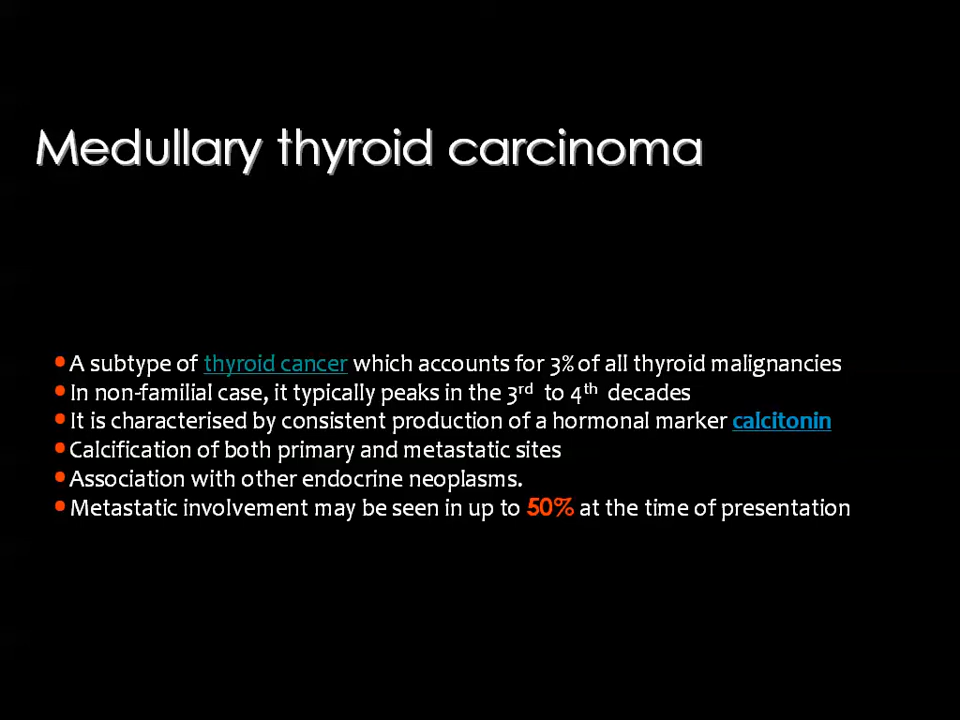 Medullary thyroid carcinoma
•A subtype of thyroid cancer which accounts for 3% of all thyroid malignancies
•In non-familial case, it typically peaks in the 3rd to 4th decades
•It is characterised by consistent production of a hormonal marker calcitonin
•Calcification of both primary and metastatic sites
•Association with other endocrine neoplasms.
•Metastatic involvement may be seen in up to 50% at the time of presentation